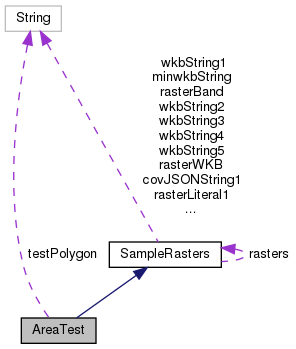 String
wkbString1
minwkbString
rasterBand
wkbString2
wkbString3
wkbString4
wkbString5
rasterWKB
covJSONString1
rasterLiteral1
...
testPolygon
SampleRasters
rasters
AreaTest